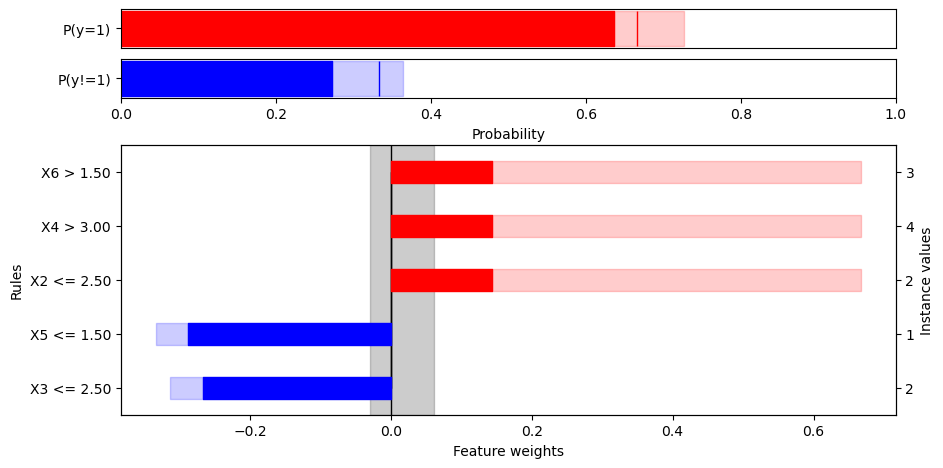 P(y=1)
P(y!=1)
0.0 0.2 0.4 0.6 0.8 1.0
Probability
X6 > 1.50 3
X4 > 3.00 4
X2 <= 2.50 2
X5 <= 1.50 1
X3 <= 2.50 2
Rules
Instance values
−0.2 0.0 0.2 0.4 0.6
Feature weights